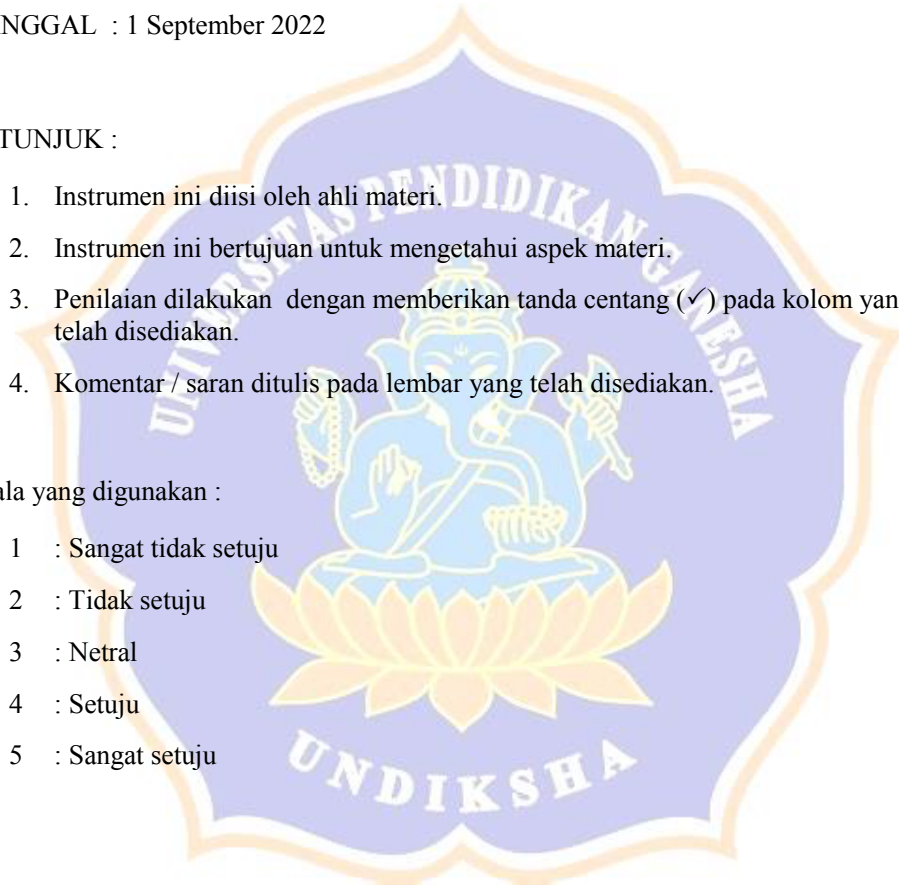 NGGAL : 1 September 2022
TUNJUK :
1. Instrumen ini diisi oleh ahli materi.
2. Instrumen ini bertujuan untuk mengetahui aspek materi.
3. Penilaian dilakukan dengan memberikan tanda centang (✓) pada kolom yan
telah disediakan.
4. Komentar / saran ditulis pada lembar yang telah disediakan.
ala yang digunakan :
1 : Sangat tidak setuju
2 : Tidak setuju
3 : Netral
4 : Setuju
5 : Sangat setuju
UNIVERSITAS PENDIDIKAN GANESHA
UNDIKSHA